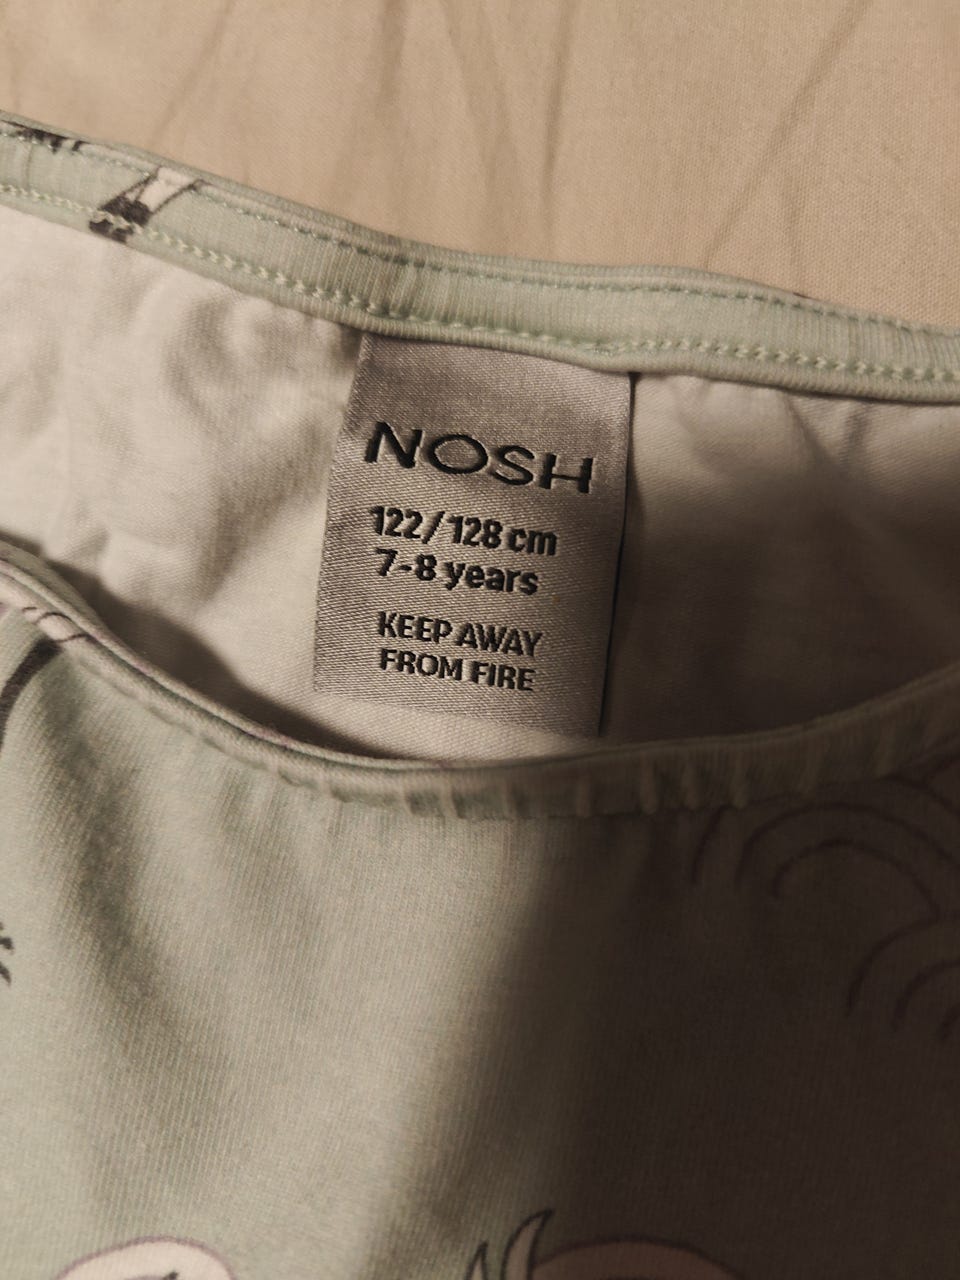 NOSH
122/128 cm
7-8 years
KEEP AWAY
FROM FIRE